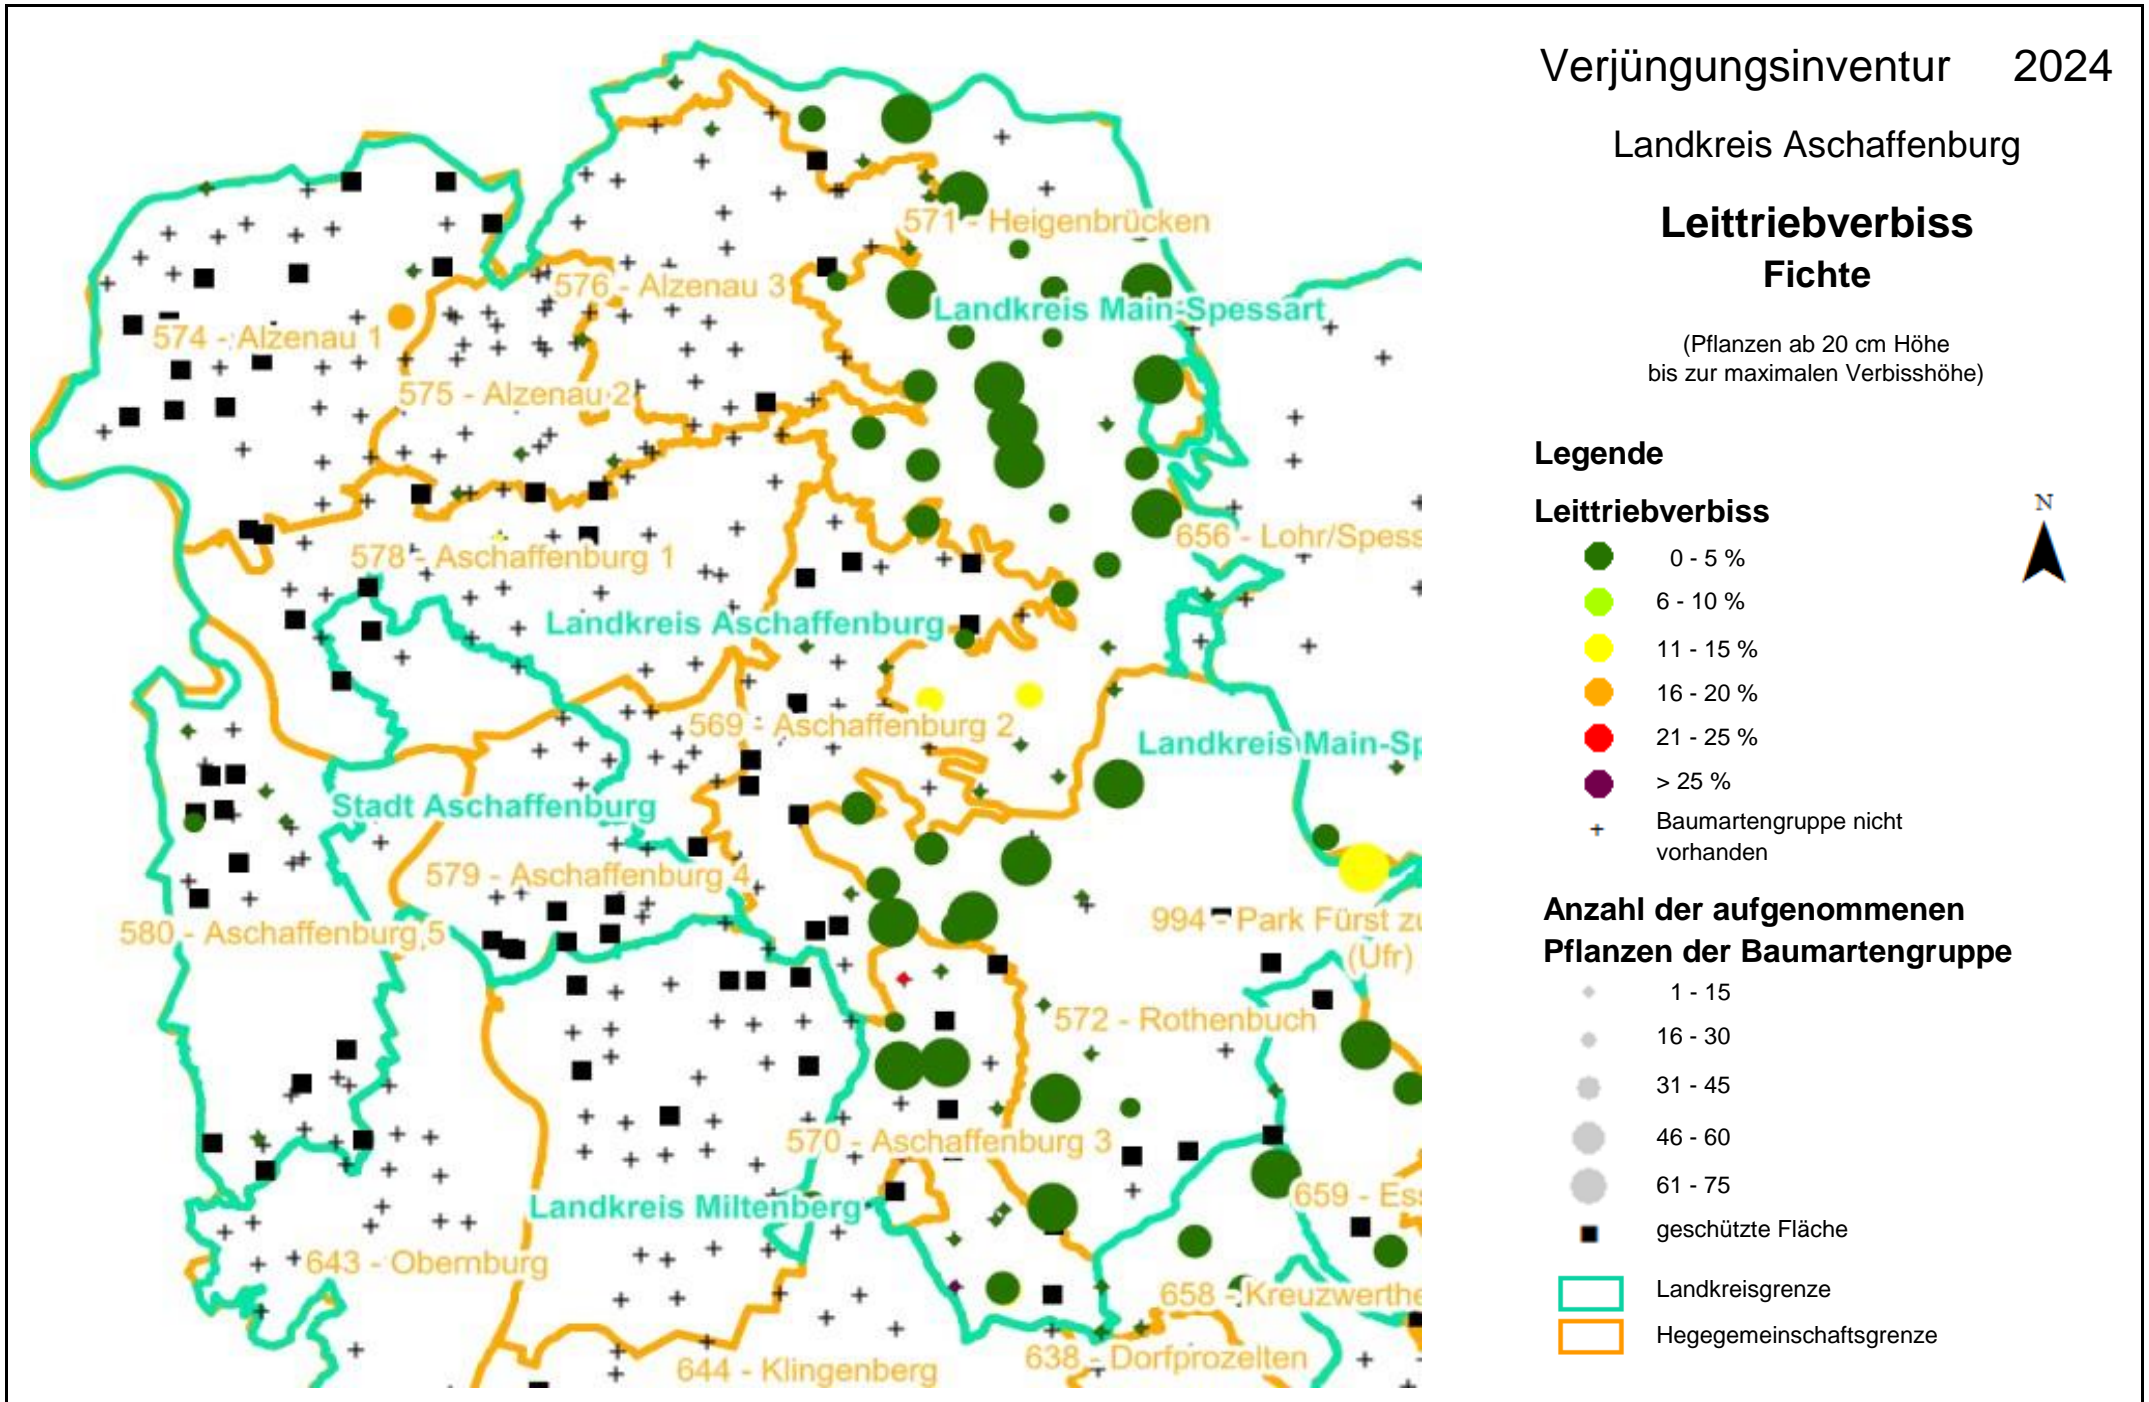 Verjüngungsinventur 2024
Landkreis Aschaffenburg
Leittriebverbiss
Fichte
(Pflanzen ab 20 cm Höhe
bis zur maximalen Verbisshöhe)
Legende
Leittriebverbiss
N
0 - 5 %
6 - 10 %
11 - 15 %
16 - 20 %
21 - 25 %
> 25 %
Baumartengruppe nicht
vorhanden
Anzahl der aufgenommenen
Pflanzen der Baumartengruppe
1 - 15
16 - 30
31 - 45
46 - 60
61 - 75
geschützte Fläche
Landkreisgrenze
Hegegemeinschaftsgrenze
571 - Heigenbrücken
576 - Alzenau 3
Landkreis Main-Spessart
574 - Alzenau 1
575 - Alzenau 2
656 - Lohr/Spess
578 - Aschaffenburg 1
Landkreis Aschaffenburg
569 - Aschaffenburg 2
Landkreis Main-Sp
Stadt Aschaffenburg
579 - Aschaffenburg 4
994 - Park Fürst zu
(Ufr)
580 - Aschaffenburg 5
572 - Rothenbuch
570 - Aschaffenburg 3
Landkreis Miltenberg
659 - Ess
643 - Obernburg
658 - Kreuzwerthe
644 - Klingenberg
638 - Dorfprozelten